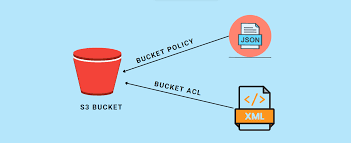 JSON
BUCKET POLICY
BUCKET ACL
S3 BUCKET
</>
XML